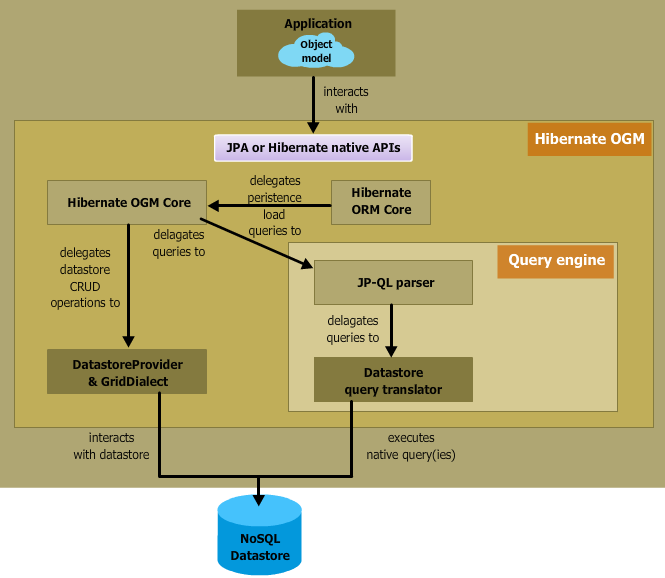 Application
Object
model
interacts
with
Hibernate OGM
JPA or Hibernate native APIs
Hibernate OGM Core
delegates
peristence
load
queries to
Hibernate
ORM Core
delegates
datastore
CRUD
operations to
delagates
queries to
Query engine
JP-QL parser
delagates
queries to
DatastoreProvider
& GridDialect
Datastore
query translator
interacts
with datastore
executes
native query(ies)
NoSQL
Datastore